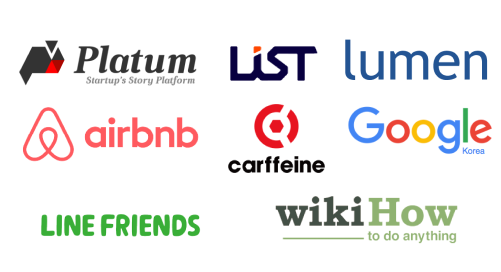 Platum
Startup's Story Platform
LiST
lumen
airbnb
carffeine
Google
Korea
LINE FRIENDS
wikiHow
to do anything